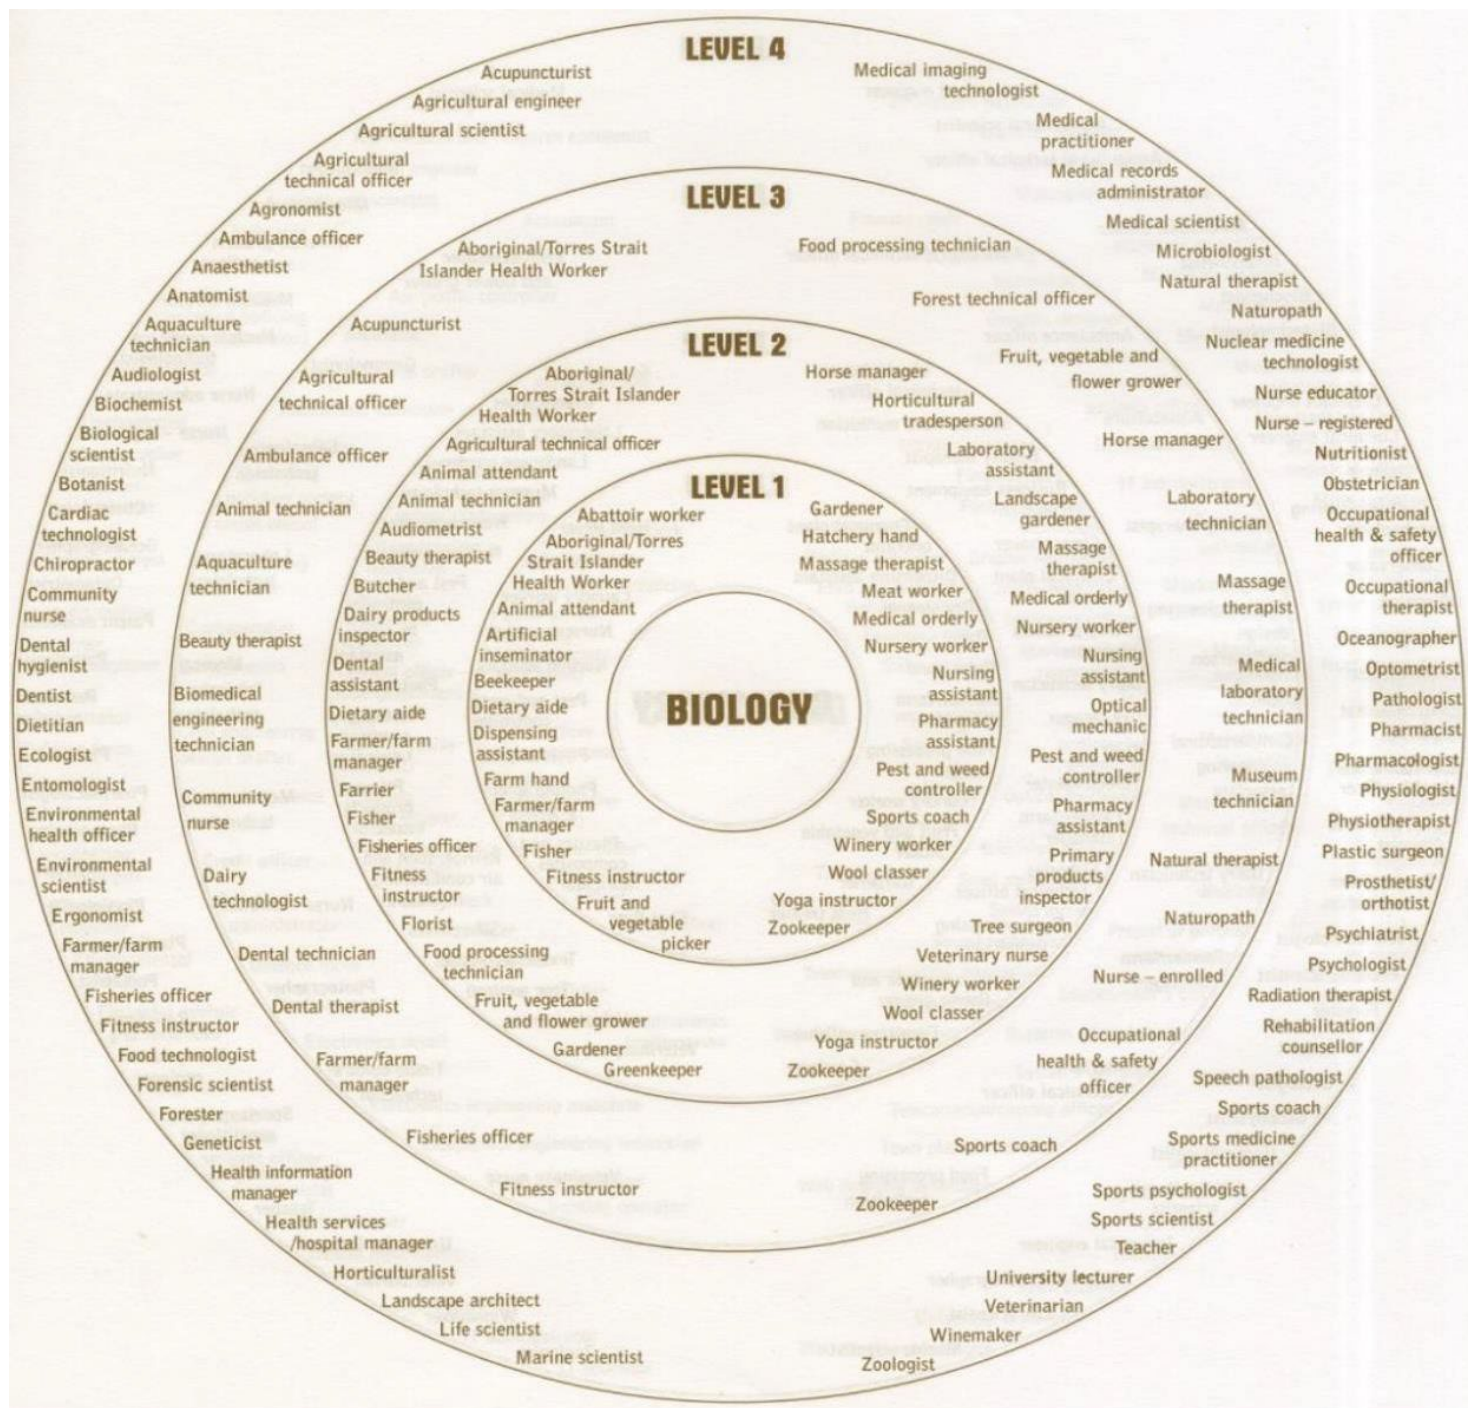 LEVEL 4
Acupuncturist
Agricultural engineer
Agricultural scientist
Agricultural
technical officer
Agronomist
Ambulance officer
Anaesthetist
Anatomist
Aquaculture
technician
Audiologist
Biochemist
Biological
scientist
Botanist
Cardiac
technologist
Chiropractor
Community
nurse
Dental
hygienist
Dentist
Dietitian
Ecologist
Entomologist
Environmental
health officer
Environmental
scientist
Ergonomist
Farmer/farm
manager
Fisheries officer
Fitness instructor
Food technologist
Forensic scientist
Forester
Geneticist
Health information
manager
Health services
/hospital manager
Horticulturalist
Landscape architect
Life scientist
Marine scientist
Medical imaging
technologist
Medical
practitioner
Medical records
administrator
Medical scientist
Microbiologist
Natural therapist
Naturopath
Nuclear medicine
technologist
Nurse educator
Nurse – registered
Nutritionist
Obstetrician
Occupational
health & safety
officer
Occupational
therapist
Oceanographer
Optometrist
Pathologist
Pharmacist
Pharmacologist
Physiologist
Physiotherapist
Plastic surgeon
Prosthetist/
orthotist
Psychiatrist
Psychologist
Radiation therapist
Rehabilitation
counsellor
Speech pathologist
Sports coach
Sports medicine
practitioner
Sports psychologist
Sports scientist
Teacher
University lecturer
Veterinarian
Winemaker
Zoologist
LEVEL 3
Aboriginal/Torres Strait
Islander Health Worker
Acupuncturist
Agricultural
technical officer
Ambulance officer
Animal technician
Aquaculture
technician
Beauty therapist
Biomedical
engineering
technician
Community
nurse
Dairy
technologist
Dental technician
Dental therapist
Farmer/farm
manager
Fisheries officer
Fitness instructor
Food processing technician
Forest technical officer
Fruit, vegetable and
flower grower
Horse manager
Laboratory
technician
Massage
therapist
Medical
laboratory
technician
Museum
technician
Natural therapist
Naturopath
Nurse – enrolled
Occupational
health & safety
officer
Sports coach
Zookeeper
LEVEL 2
Aboriginal/
Torres Strait Islander
Health Worker
Agricultural technical officer
Animal attendant
Animal technician
Audiometrist
Beauty therapist
Butcher
Dairy products
inspector
Dental
assistant
Dietary aide
Farmer/farm
manager
Farrier
Fisher
Fisheries officer
Fitness
instructor
Florist
Food processing
technician
Fruit, vegetable
and flower grower
Gardener
Greenkeeper
Horse manager
Horticultural
tradesperson
Laboratory
assistant
Landscape
gardener
Massage
therapist
Medical orderly
Nursery worker
Nursing
assistant
Optical
mechanic
Pest and weed
controller
Pharmacy
assistant
Primary
products
inspector
Tree surgeon
Veterinary nurse
Winery worker
Wool classer
Yoga instructor
Zookeeper
LEVEL 1
Abattoir worker
Aboriginal/Torres
Strait Islander
Health Worker
Animal attendant
Artificial
inseminator
Beekeeper
Dietary aide
Dispensing
assistant
Farm hand
Farmer/farm
manager
Fisher
Fitness instructor
Fruit and
vegetable
picker
Gardener
Hatchery hand
Massage therapist
Meat worker
Medical orderly
Nursery worker
Nursing
assistant
Pharmacy
assistant
Pest and weed
controller
Sports coach
Winery worker
Wool classer
Yoga instructor
Zookeeper
BIOLOGY